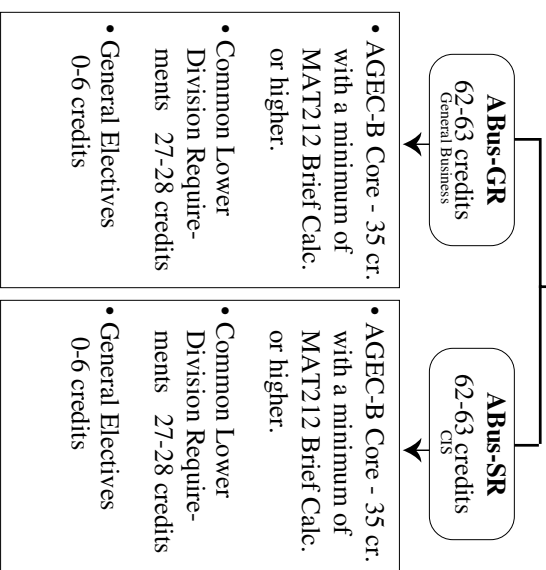 ABus-GR
62-63 credits
General Business
• AGEC-B Core - 35 cr.
with a minimum of
MAT212 Brief Calc.
or higher.
• Common Lower
Division Require-
ments 27-28 credits
• General Electives
0-6 credits
ABus-SR
62-63 credits
CIS
• AGEC-B Core - 35 cr.
with a minimum of
MAT212 Brief Calc.
or higher.
• Common Lower
Division Require-
ments 27-28 credits
• General Electives
0-6 credits